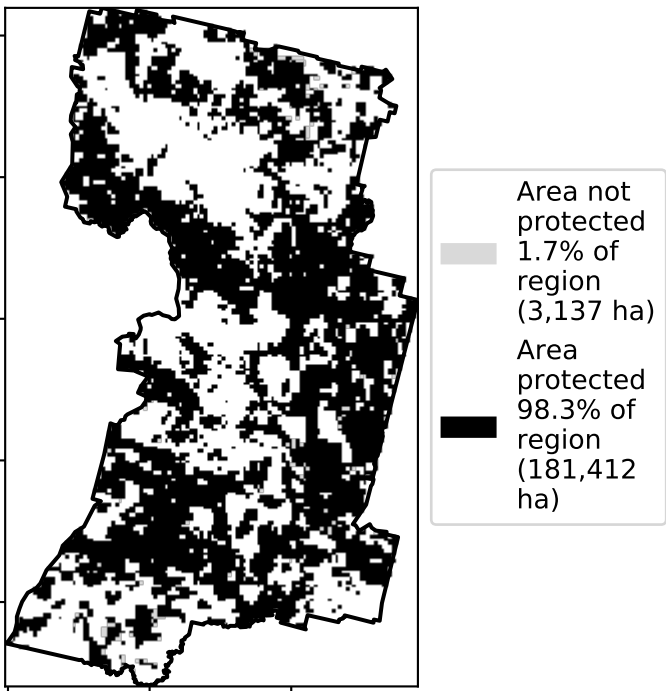 Area not
protected
1.7% of
region
(3,137 ha)
Area
protected
98.3% of
region
(181,412
ha)